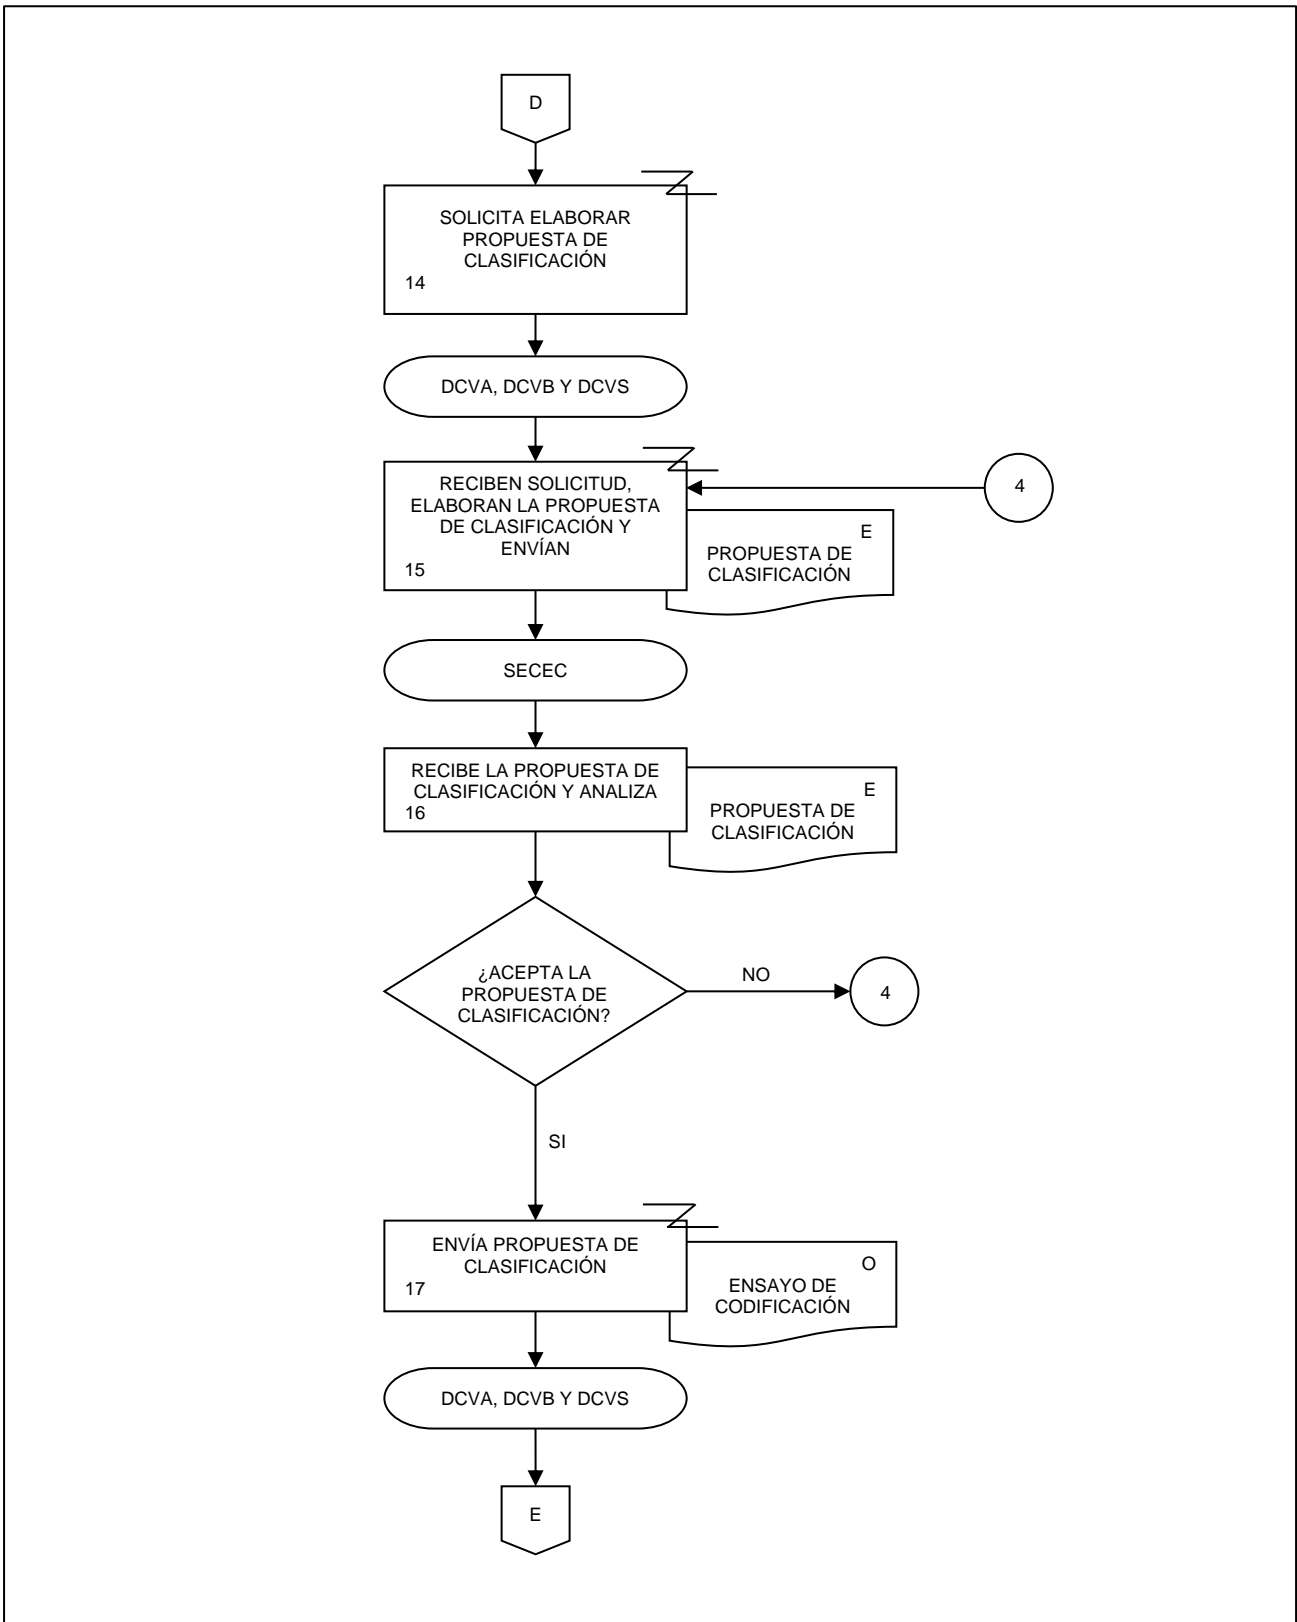 D
SOLICITA ELABORAR
PROPUESTA DE
CLASIFICACIÓN
14
DCVA, DCVB Y DCVS
RECIBEN SOLICITUD,
ELABORAN LA PROPUESTA
DE CLASIFICACIÓN Y
ENVÍAN
15
4
E
PROPUESTA DE
CLASIFICACIÓN
SECEC
RECIBE LA PROPUESTA DE
CLASIFICACIÓN Y ANALIZA
16
E
PROPUESTA DE
CLASIFICACIÓN
¿ACEPTA LA
PROPUESTA DE
CLASIFICACIÓN?
NO
4
SI
ENVÍA PROPUESTA DE
CLASIFICACIÓN
17
O
ENSAYO DE
CODIFICACIÓN
DCVA, DCVB Y DCVS
E